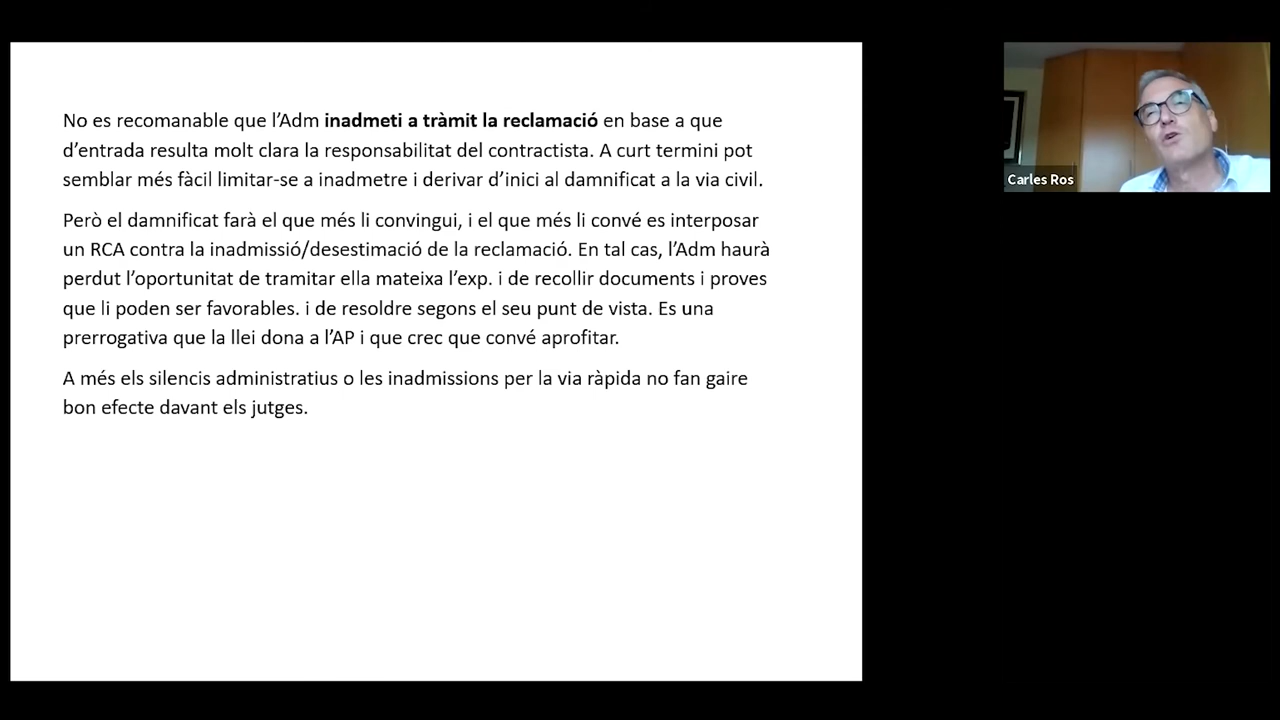 No es recomanable que l’Adm inadmeti a tràmit la reclamació en base a que
d’entrada resulta molt clara la responsabilitat del contractista. A curt termini pot
semblar més fàcil limitar-se a inadmetre i derivar d’inici al damnificat a la via civil.
Però el damnificat farà el que més li convingui, i el que més li convé es interposar
un RCA contra la inadmissió/desestimació de la reclamació. En tal cas, l’Adm haurà
perdut l’oportunitat de tramitar ella mateixa l’exp. i de recollir documents i proves
que li poden ser favorables. i de resoldre segons el seu punt de vista. Es una
prerrogativa que la llei dona a l’AP i que crec que convé aprofitar.
A més els silencis administratius o les inadmissions per la via ràpida no fan gaire
bon efecte davant els jutges.
Carles Ros